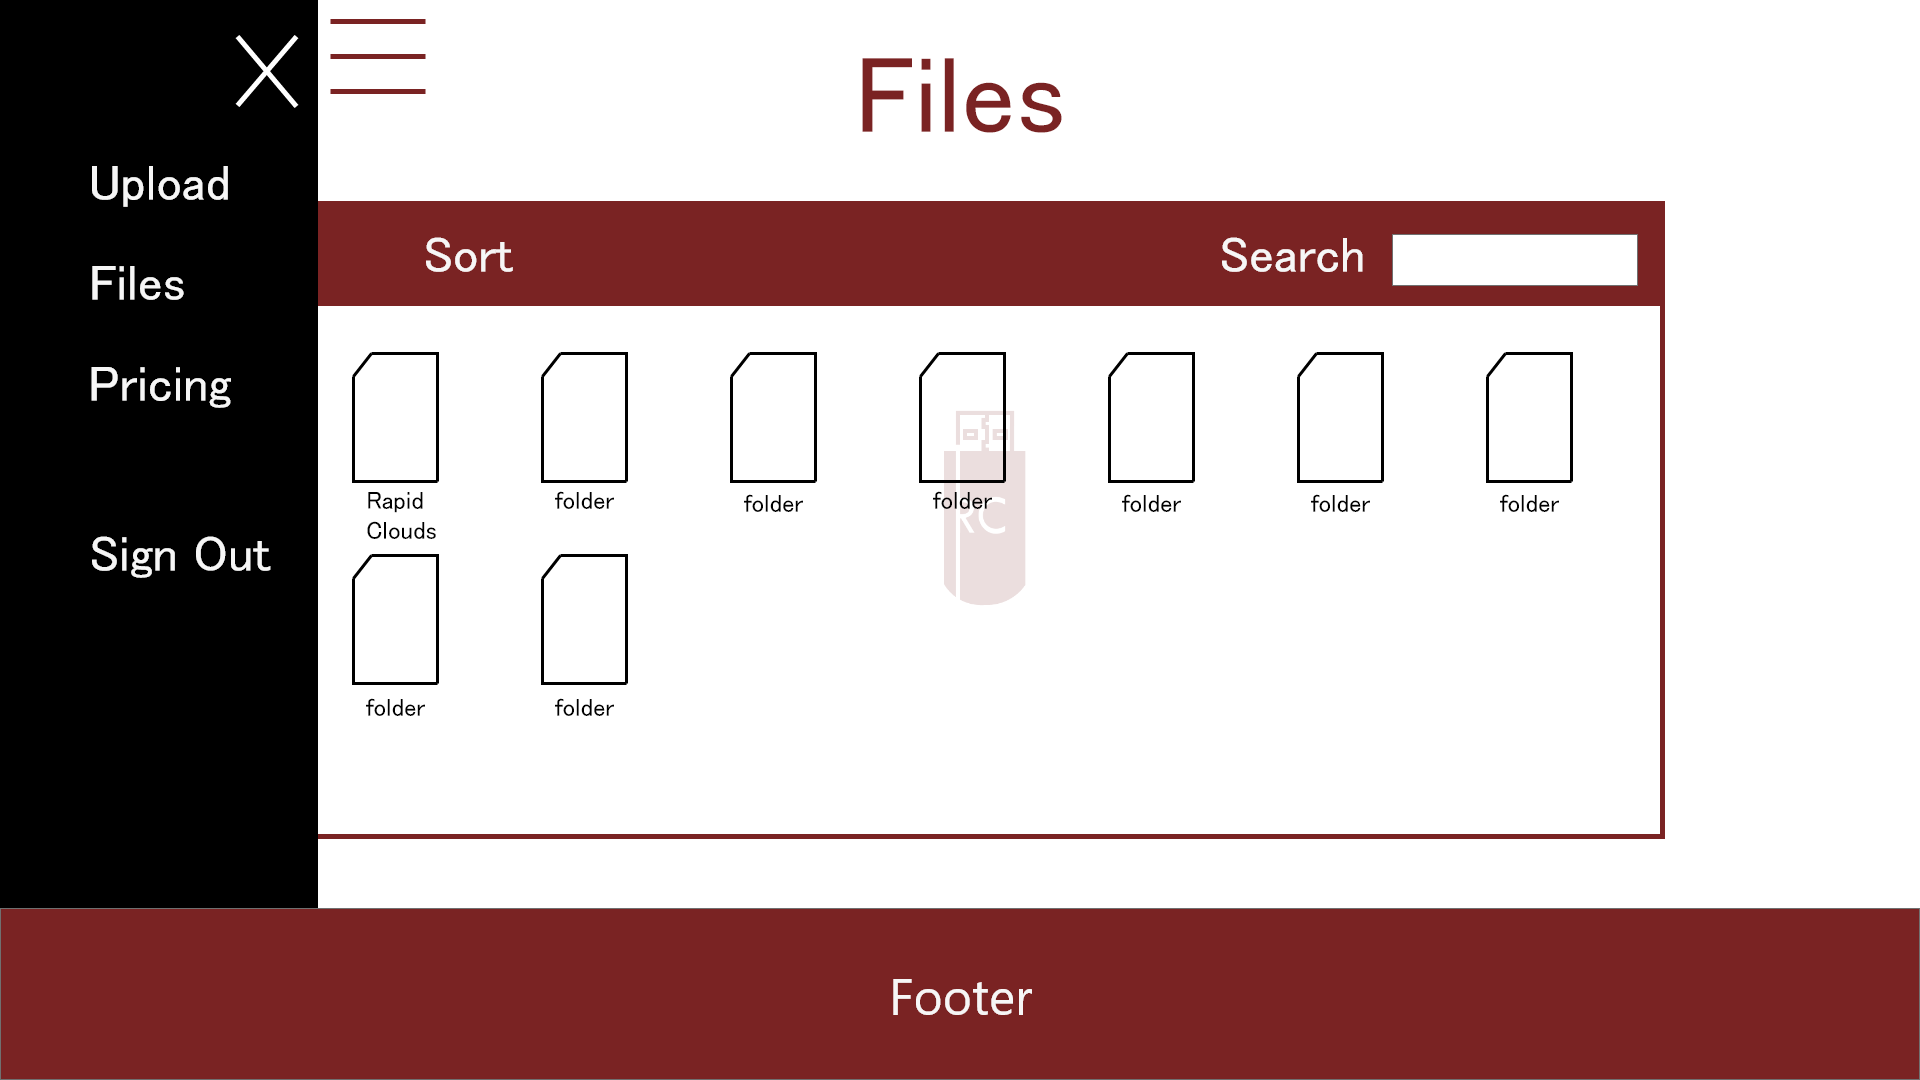 Files
Upload
Files
Pricing
Sign Out
Sort
Search
Rapid
Clouds
folder
folder
folder
folder
folder
folder
RC
folder
folder
Footer